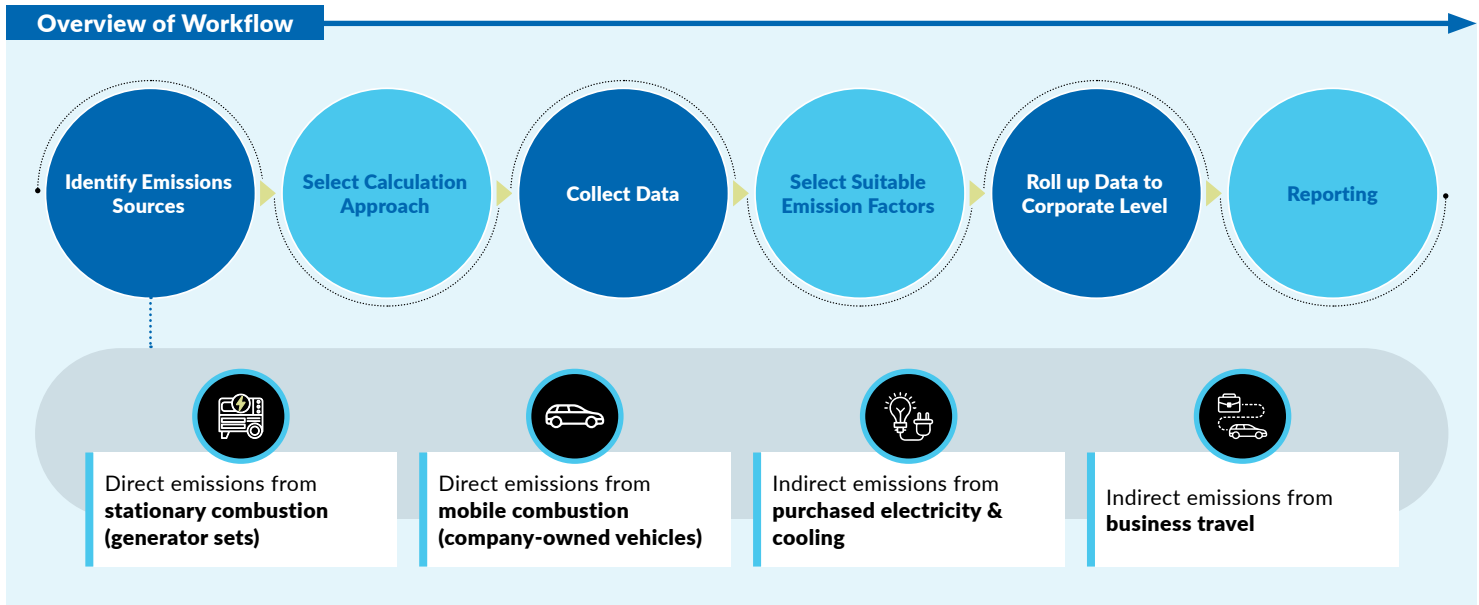 Overview of Workflow
Identify Emissions
Sources
Select Calculation
Approach
Collect Data
Select Suitable
Emission Factors
Roll up Data to
Corporate Level
Reporting
Direct emissions from
stationary combustion
(generator sets)
Direct emissions from
mobile combustion
(company-owned vehicles)
Indirect emissions from
purchased electricity &
cooling
Indirect emissions from
business travel